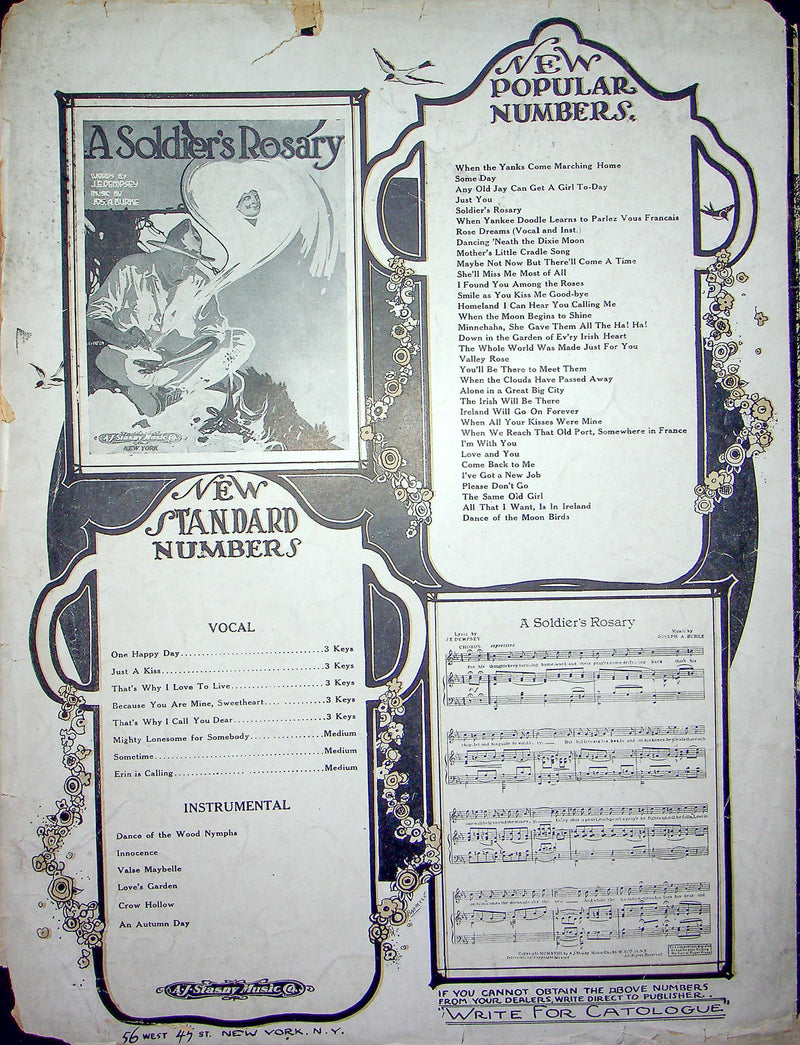 A Soldier's Rosary
WORDS BY
J.E. DEMPSEY
MUSIC BY
JOS. A. BURKE
A·J·Stasny Music Co.
NEW YORK
NEW
POPULAR
NUMBERS.
When the Yanks Come Marching Home
Some Day
Any Old Jay Can Get A Girl To-Day
Just You
Soldier's Rosary
When Yankee Doodle Learns to Parlez Vous Francais
Rose Dreams (Vocal and Inst.)
Dancing 'Neath the Dixie Moon
Mother's Little Cradle Song
Maybe Not Now But There'll Come A Time
She'll Miss Me Most of All
I Found You Among the Roses
Smile as You Kiss Me Good-bye
Homeland I Can Hear You Calling Me
When the Moon Begins to Shine
Minnehaha, She Gave Them All The Ha! Ha!
Down in the Garden of Ev'ry Irish Heart
The Whole World Was Made Just For You
Valley Rose
You'll Be There to Meet Them
When the Clouds Have Passed Away
Alone in a Great Big City
The Irish Will Be There
Ireland Will Go On Forever
When All Your Kisses Were Mine
When We Reach That Old Port, Somewhere in France
I'm With You
Love and You
Come Back to Me
I've Got a New Job
Please Don't Go
The Same Old Girl
All That I Want, Is In Ireland
Dance of the Moon Birds
NEW
STANDARD
NUMBERS
VOCAL
One Happy Day 3 Keys
Just A Kiss 3 Keys
That's Why I Love To Live 3 Keys
Because You Are Mine, Sweetheart 3 Keys
That's Why I Call You Dear 3 Keys
Mighty Lonesome for Somebody Medium
Sometime Medium
Erin is Calling Medium
INSTRUMENTAL
Dance of the Wood Nymphs
Innocence
Valse Maybelle
Love's Garden
Crow Hollow
An Autumn Day
A·J·Stasny Music Co.
56 WEST 45 ST. NEW YORK, N.Y.
A Soldier's Rosary
Lyric by
J.E. DEMPSEY
Music by
JOSEPH A. BURKE
CHORUS
espressivo
IF YOU CANNOT OBTAIN THE ABOVE NUMBERS
FROM YOUR DEALERS, WRITE DIRECT TO PUBLISHER.
"WRITE FOR CATOLOGUE"